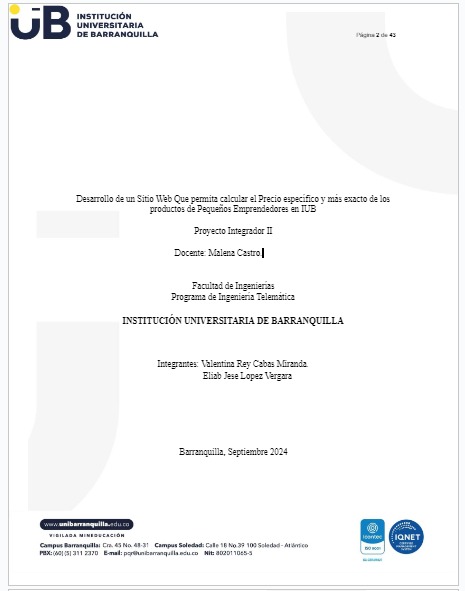 iUB INSTITUCIÓN
UNIVERSITARIA
DE BARRANQUILLA
Página 2 de 43
Desarrollo de un Sitio Web Que permita calcular el Precio específico y más exacto de los
productos de Pequeños Emprendedores en IUB
Proyecto Integrador II
Docente: Malena Castro.
Facultad de Ingenierías
Programa de Ingeniería Telemática
INSTITUCIÓN UNIVERSITARIA DE BARRANQUILLA
Integrantes: Valentina Rey Cabas Miranda.
Eliab Jese Lopez Vergara
Barranquilla, Septiembre 2024
www.unibarranquilla.edu.co
VIGILADA MINEDUCACIÓN
Campus Barranquilla: Cra. 45 No. 48-31 Campus Soledad: Calle 18 No.39 100 Soledad - Atlántico
PBX: (60) (5) 311 2370 E-mail: pqr@unibarranquilla.edu.co Nit: 802011065-5
icontec
ISO 9001
IQNET
CERTIFIED
MANAGEMENT
SYSTEM